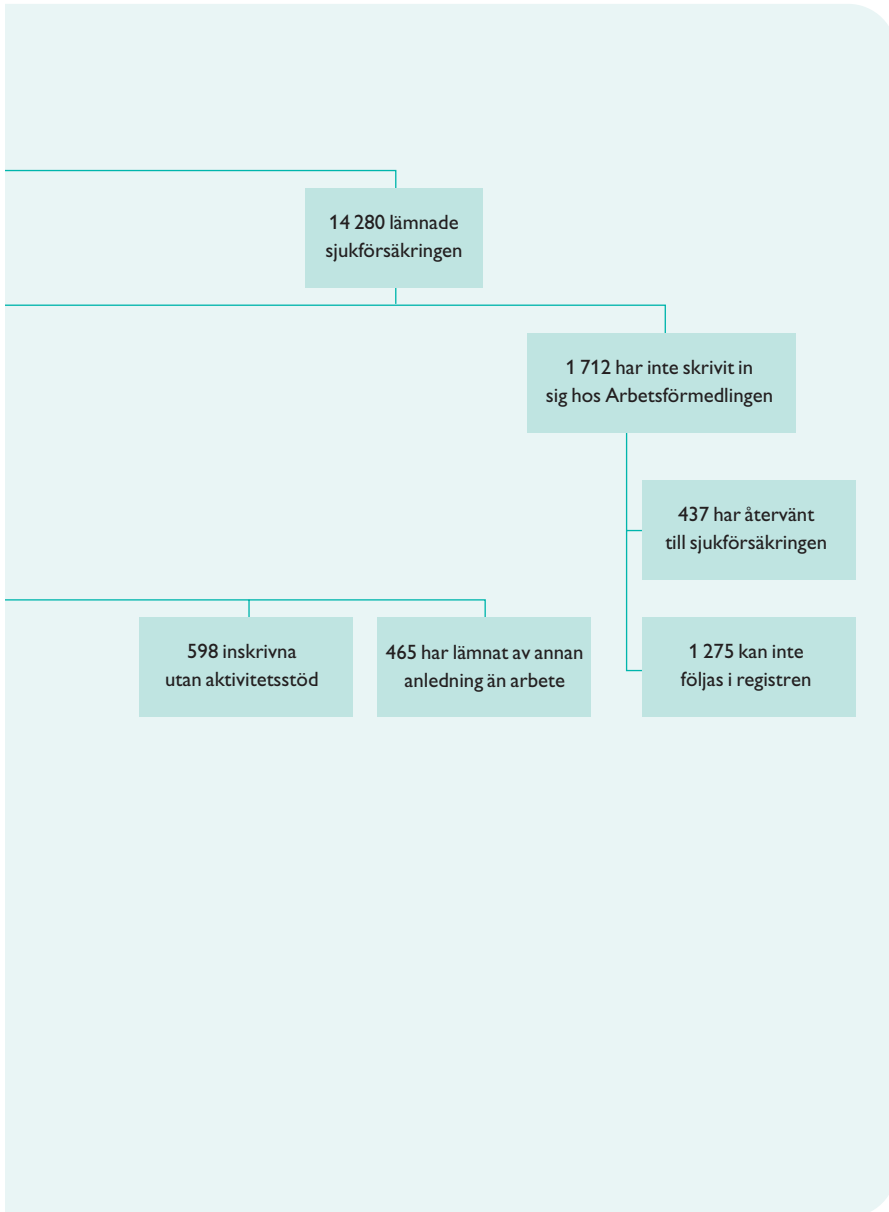 14 280 lämnade
sjukförsäkringen
1 712 har inte skrivit in
sig hos Arbetsförmedlingen
437 har återvänt
till sjukförsäkringen
598 inskrivna
utan aktivitetsstöd
465 har lämnat av annan
anledning än arbete
1 275 kan inte
följas i registren